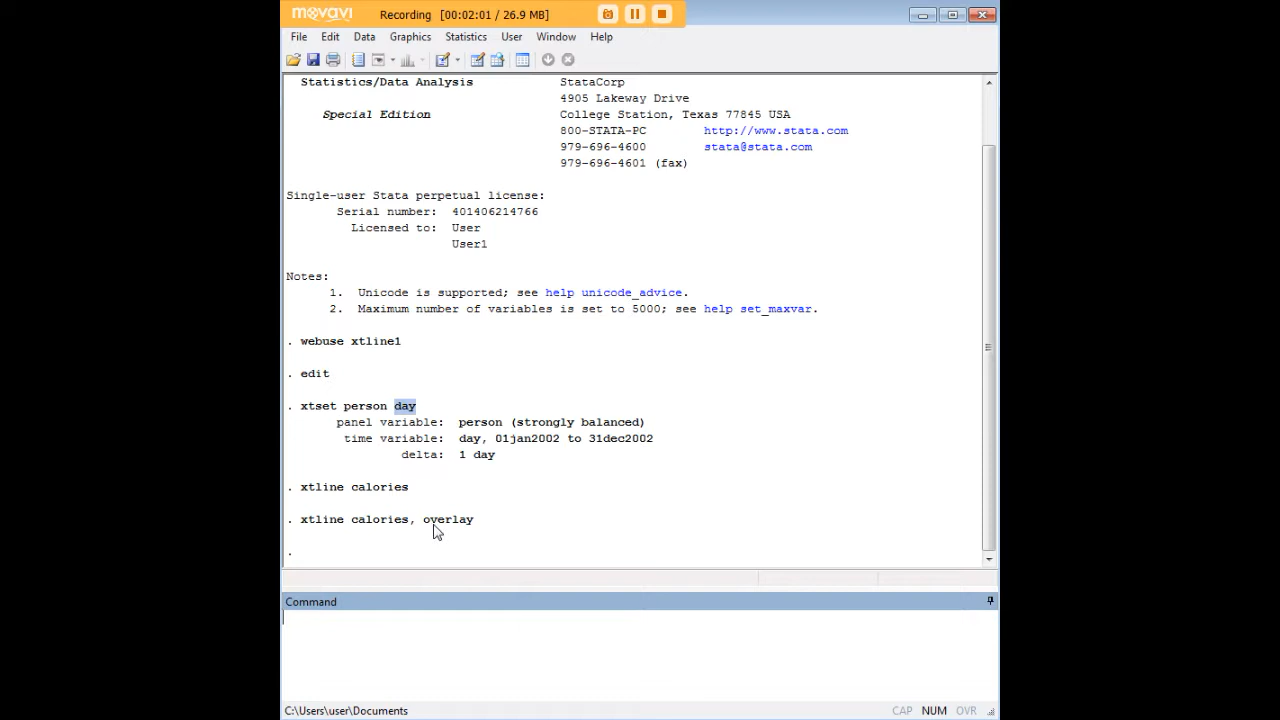 movavi Recording [00:02:01 / 26.9 MB]
File Edit Data Graphics Statistics User Window Help
Statistics/Data Analysis StataCorp
4905 Lakeway Drive
Special Edition College Station, Texas 77845 USA
800-STATA-PC http://www.stata.com
979-696-4600 stata@stata.com
979-696-4601 (fax)
Single-user Stata perpetual license:
Serial number: 401406214766
Licensed to: User
User1
Notes:
1. Unicode is supported; see help unicode_advice.
2. Maximum number of variables is set to 5000; see help set_maxvar.
. webuse xtline1
. edit
. xtset person day
panel variable: person (strongly balanced)
time variable: day, 01jan2002 to 31dec2002
delta: 1 day
. xtline calories
. xtline calories, overlay
.
Command
C:\Users\user\Documents CAP NUM OVR